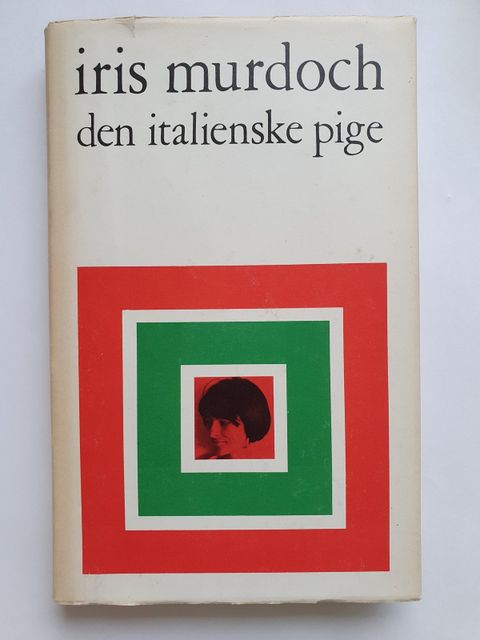 iris murdoch
den italienske pige